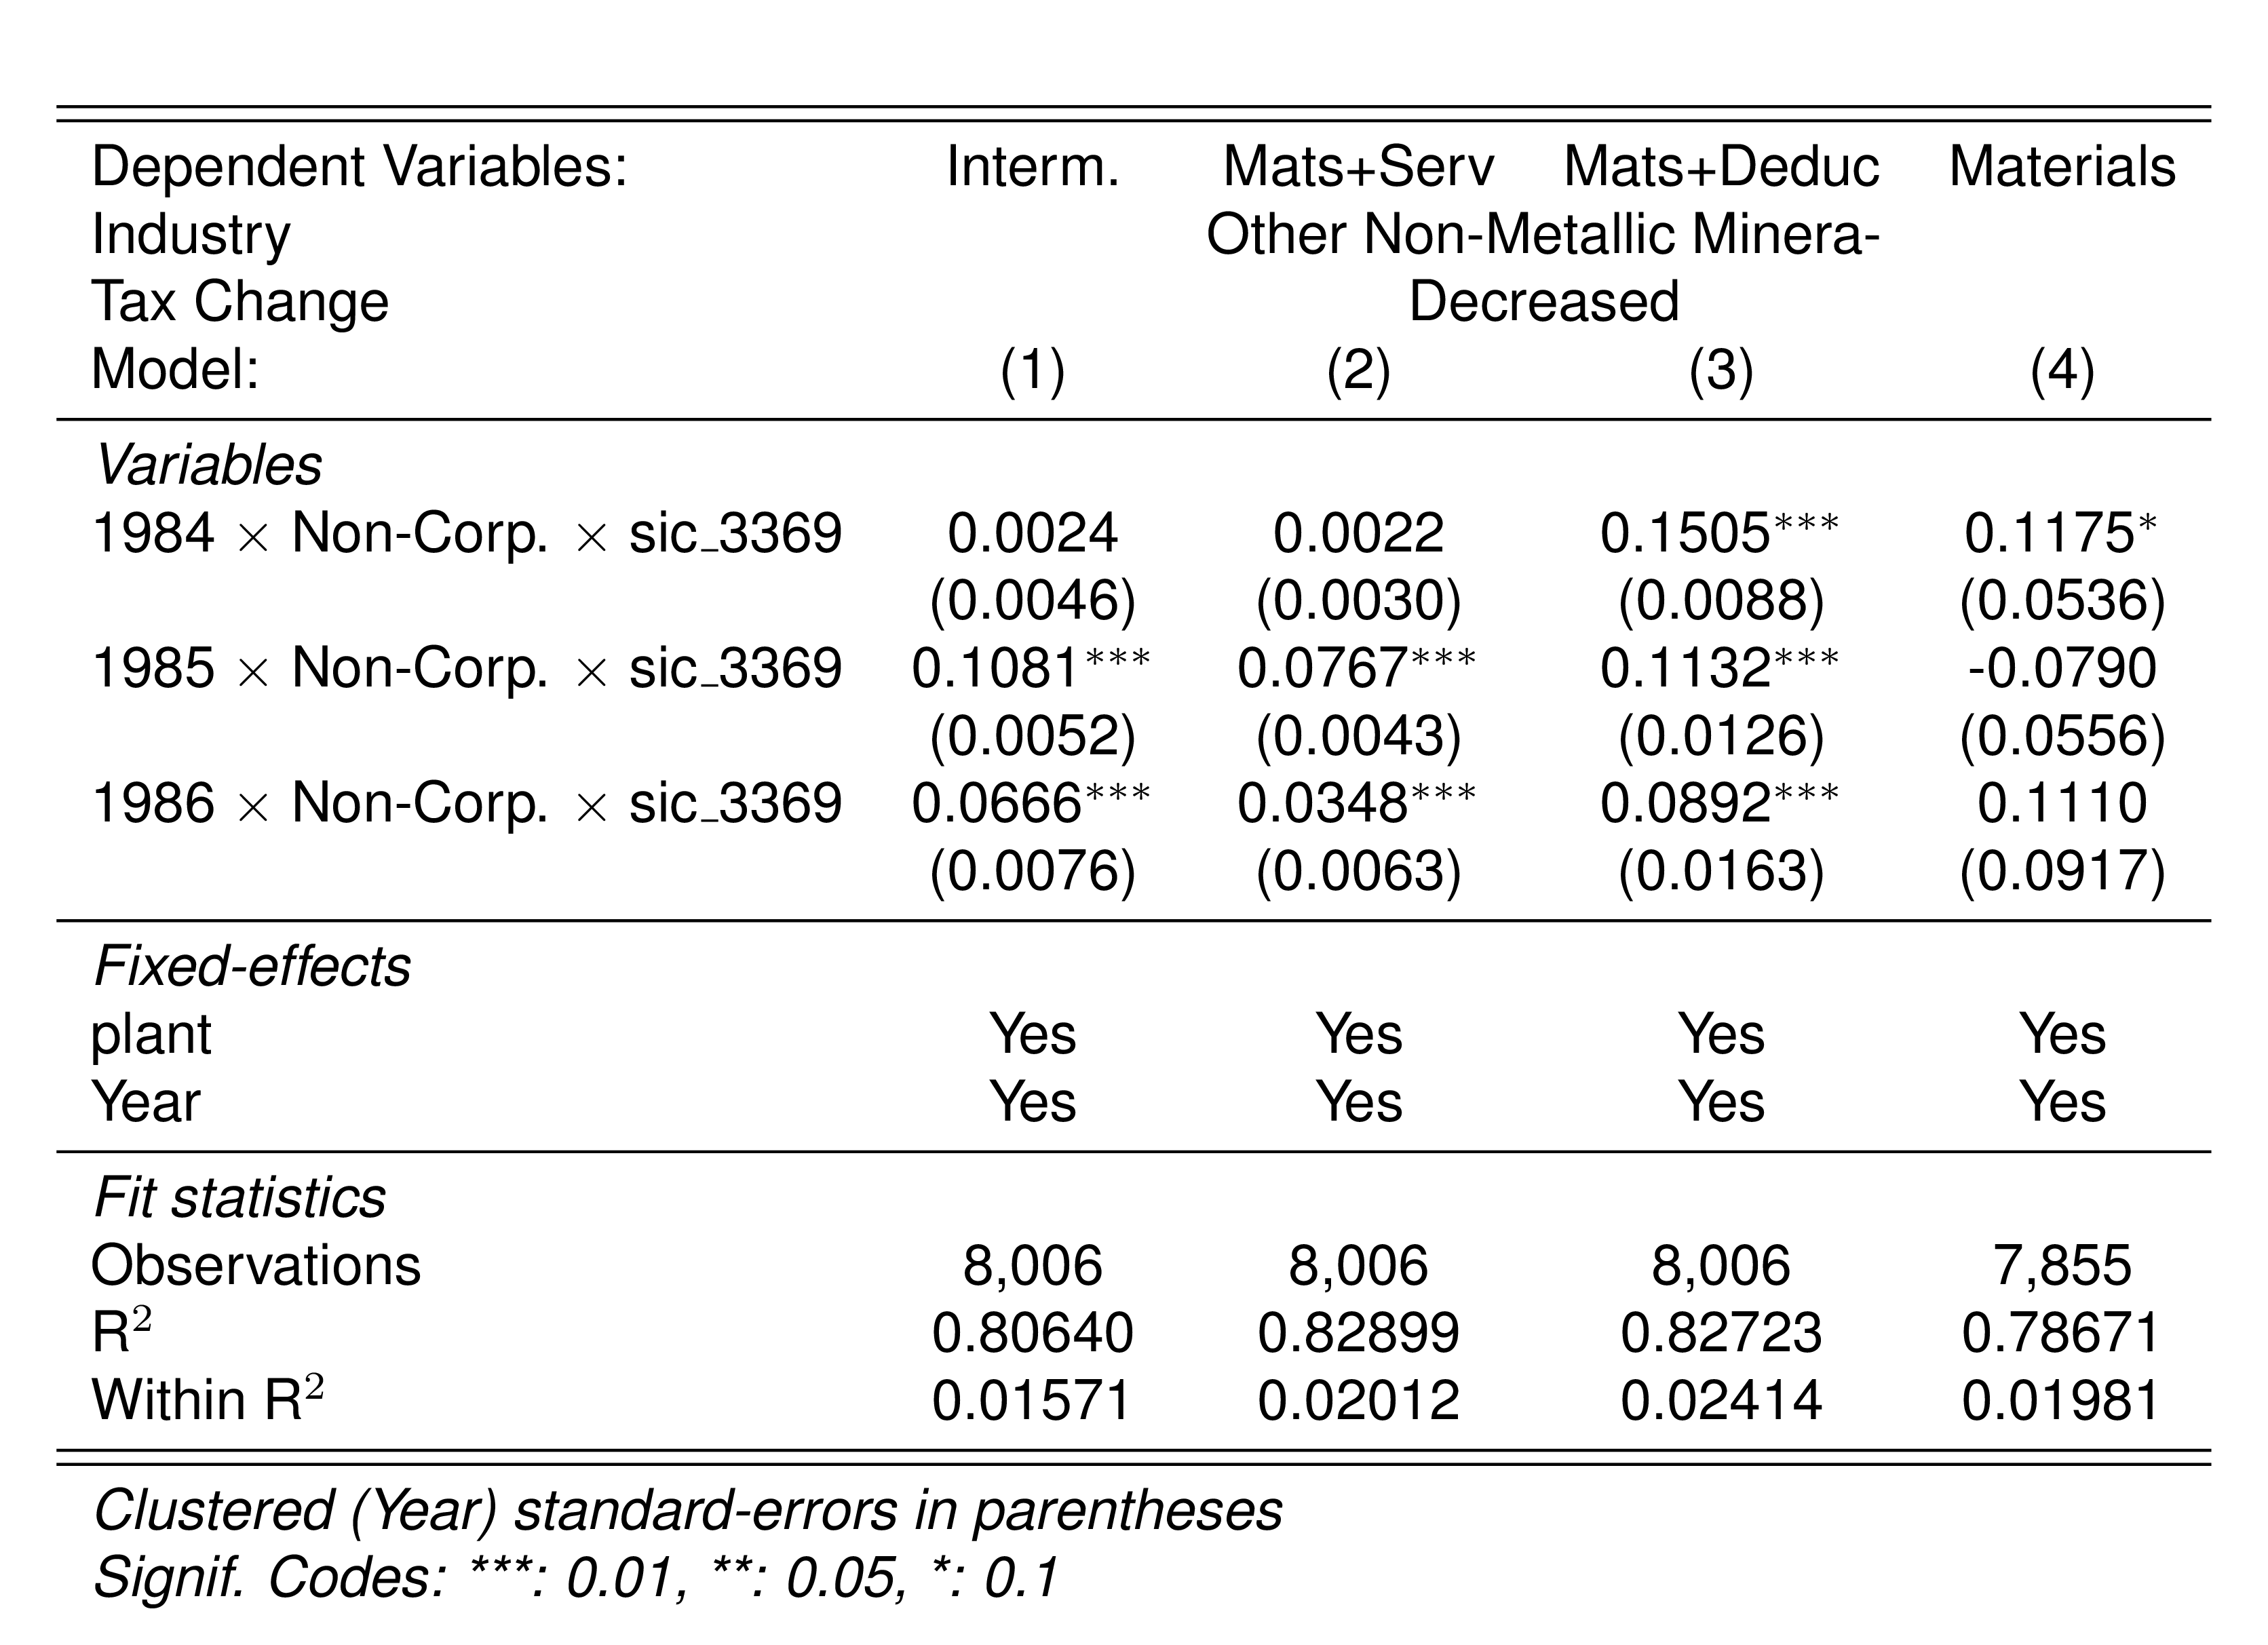 Dependent Variables: Interm. Mats+Serv Mats+Deduc Materials
Industry Other Non-Metallic Minera-
Tax Change Decreased
Model: (1) (2) (3) (4)
Variables
1984 × Non-Corp. × sic_3369 0.0024 0.0022 0.1505*** 0.1175*
(0.0046) (0.0030) (0.0088) (0.0536)
1985 × Non-Corp. × sic_3369 0.1081*** 0.0767*** 0.1132*** -0.0790
(0.0052) (0.0043) (0.0126) (0.0556)
1986 × Non-Corp. × sic_3369 0.0666*** 0.0348*** 0.0892*** 0.1110
(0.0076) (0.0063) (0.0163) (0.0917)
Fixed-effects
plant Yes Yes Yes Yes
Year Yes Yes Yes Yes
Fit statistics
Observations 8,006 8,006 8,006 7,855
R² 0.80640 0.82899 0.82723 0.78671
Within R² 0.01571 0.02012 0.02414 0.01981
Clustered (Year) standard-errors in parentheses
Signif. Codes: ***: 0.01, **: 0.05, *: 0.1